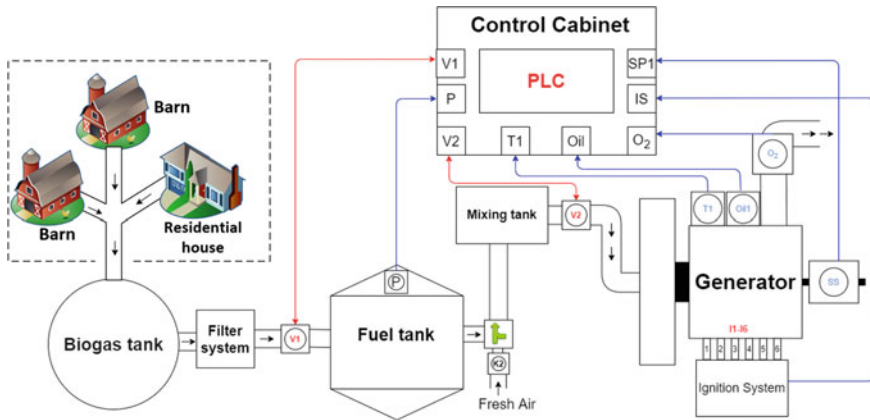 Control Cabinet
V1
PLC
SP1
P
IS
V2
T1
Oil
O₂
Barn
Barn
Residential
house
Mixing tank
V2
T1
Oil1
O₂
Generator
SS
I1-I6
1 2 3 4 5 6
Ignition System
Biogas tank
Filter
system
V1
P
Fuel tank
K2
Fresh Air